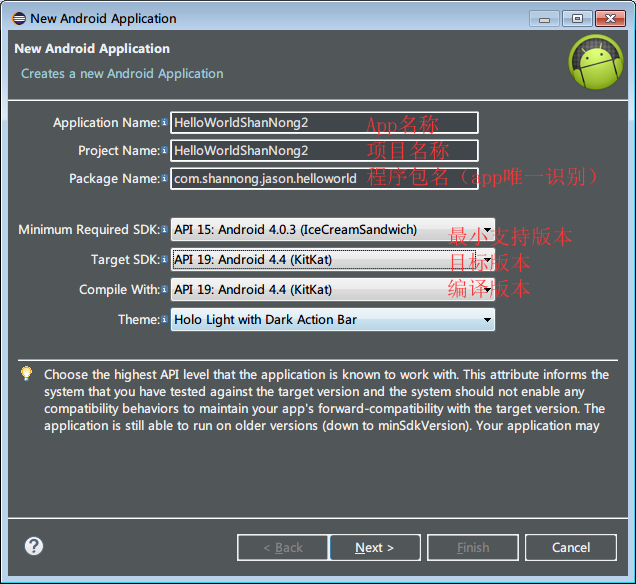 New Android Application
New Android Application
Creates a new Android Application
Application Name: HelloWorldShanNong2 App名称
Project Name: HelloWorldShanNong2 项目名称
Package Name: com.shannong.jason.helloworld 程序包名（app唯一识别）
Minimum Required SDK: API 15: Android 4.0.3 (IceCreamSandwich) 最小支持版本
Target SDK: API 19: Android 4.4 (KitKat) 目标版本
Compile With: API 19: Android 4.4 (KitKat) 编译版本
Theme: Holo Light with Dark Action Bar
Choose the highest API level that the application is known to work with. This attribute informs the
system that you have tested against the target version and the system should not enable any
compatibility behaviors to maintain your app's forward-compatibility with the target version. The
application is still able to run on older versions (down to minSdkVersion). Your application may
? < Back Next > Finish Cancel